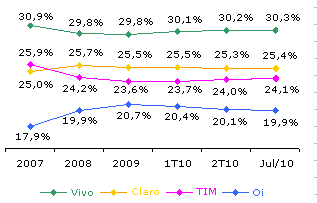 30,9% 29,8% 29,8% 30,1% 30,2% 30,3%
25,9% 25,7% 25,5% 25,5% 25,3% 25,4%
25,0% 24,2% 23,6% 23,7% 24,0% 24,1%
17,9% 19,9% 20,7% 20,4% 20,1% 19,9%
2007 2008 2009 1T10 2T10 Jul/10
Vivo Claro TIM Oi